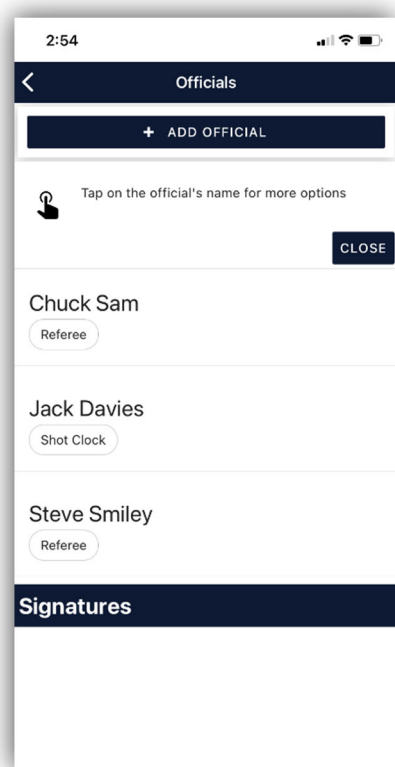 2:54
Officials
+ ADD OFFICIAL
Tap on the official's name for more options
CLOSE
Chuck Sam
Referee
Jack Davies
Shot Clock
Steve Smiley
Referee
Signatures